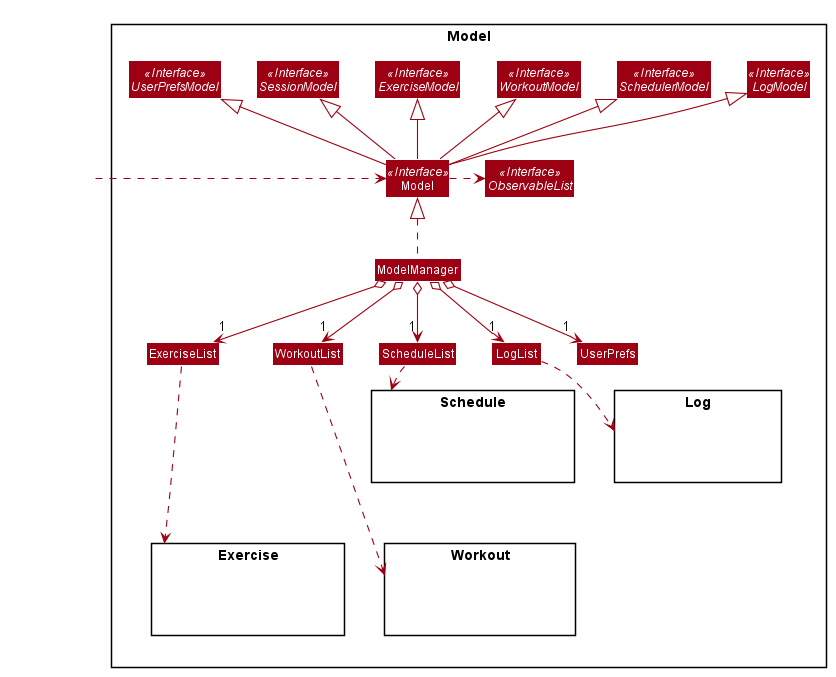 Model
«Interface»
UserPrefsModel
«Interface»
SessionModel
«Interface»
ExerciseModel
«Interface»
WorkoutModel
«Interface»
SchedulerModel
«Interface»
LogModel
«Interface»
Model
«Interface»
ObservableList
ModelManager
1
1
1
1
1
ExerciseList
WorkoutList
ScheduleList
LogList
UserPrefs
Schedule
Log
Exercise
Workout